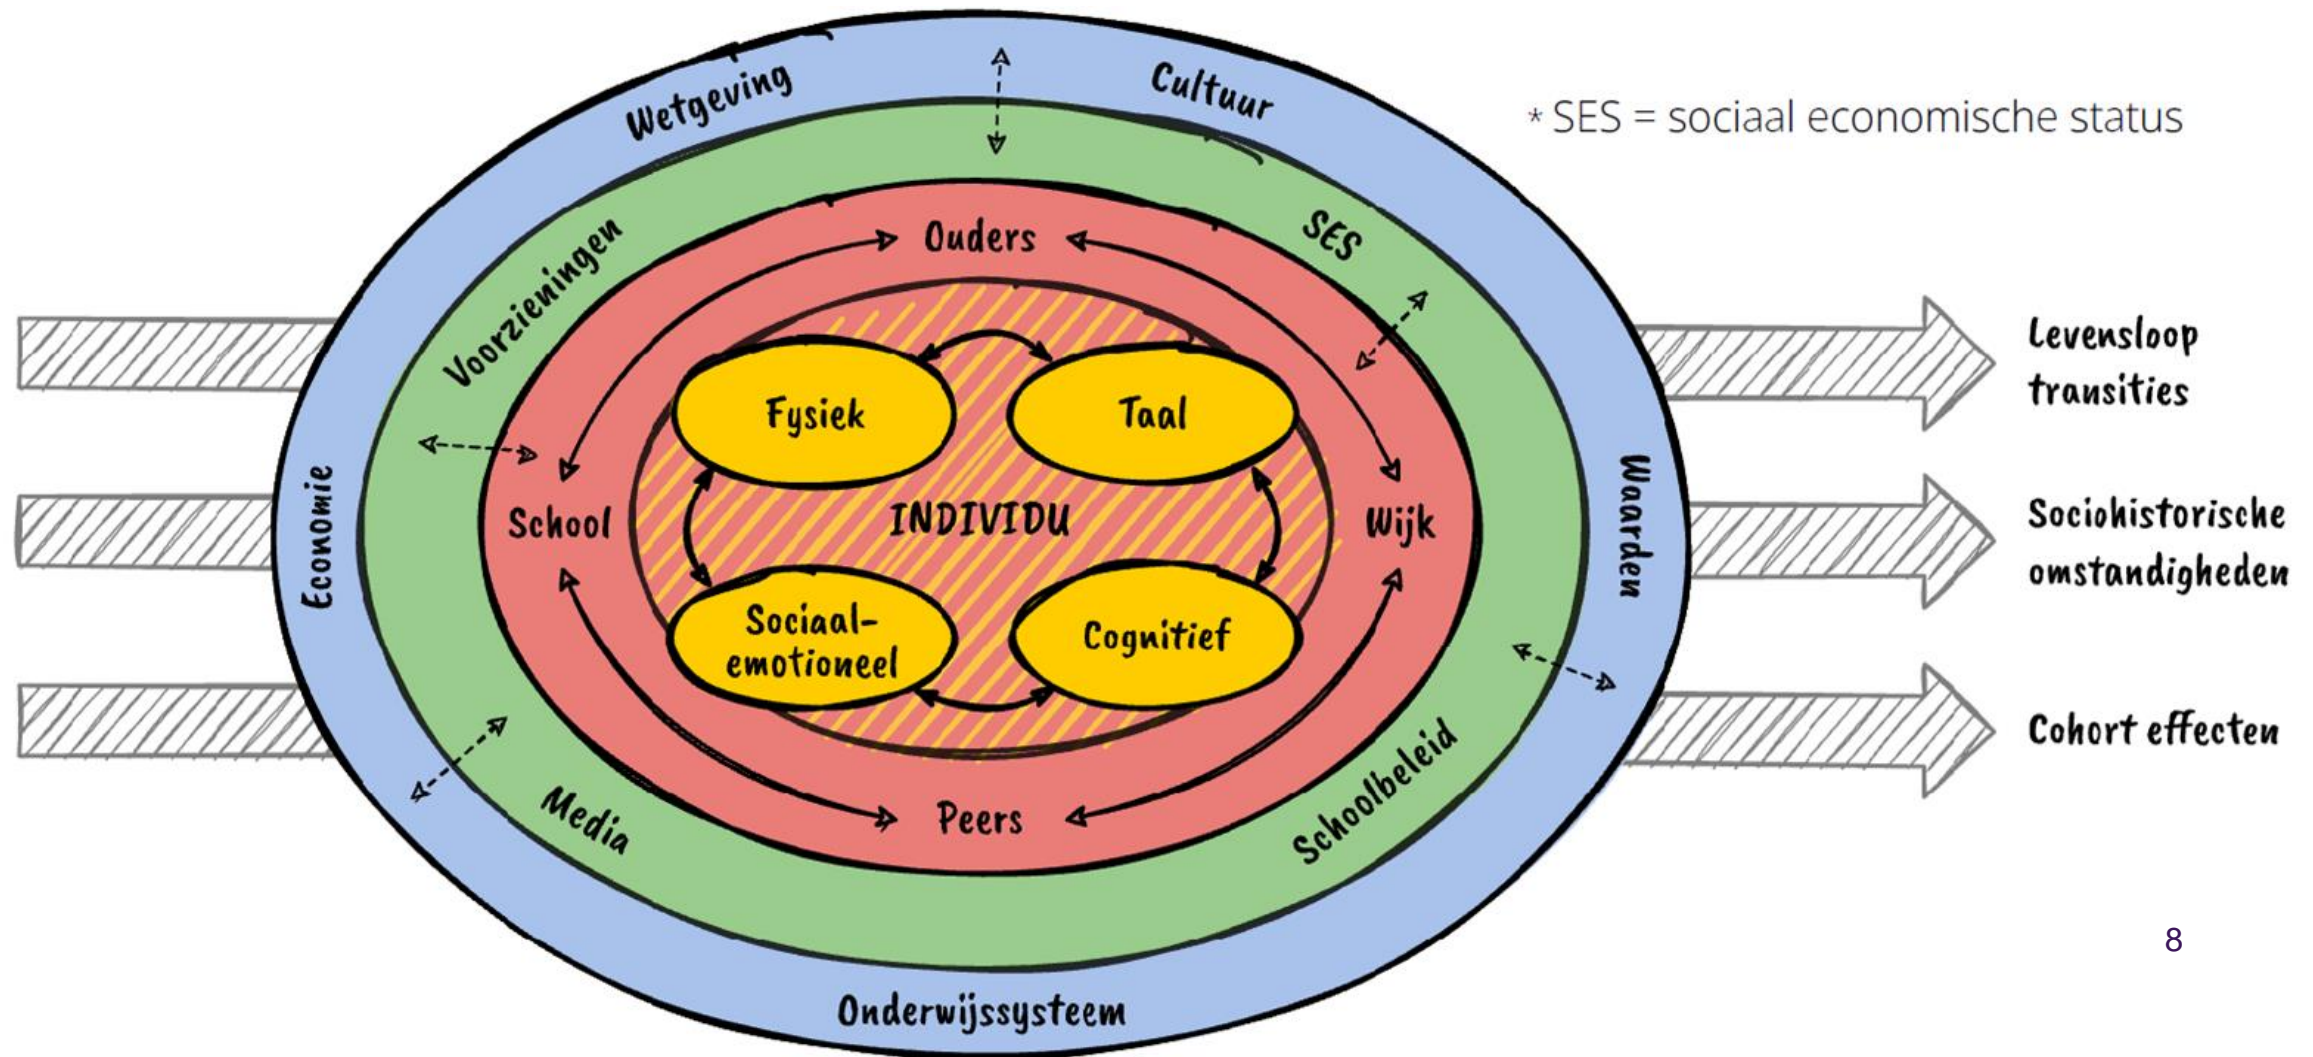 Wetgeving
Cultuur
* SES = sociaal economische status
Voorzieningen
Ouders
SES
Levensloop
transities
Fysiek
Taal
Economie
School
INDIVIDU
Wijk
Waarden
Sociohistorische
omstandigheden
Sociaal-
emotioneel
Cognitief
Cohort effecten
Media
Peers
Schoolbeleid
8
Onderwijssysteem